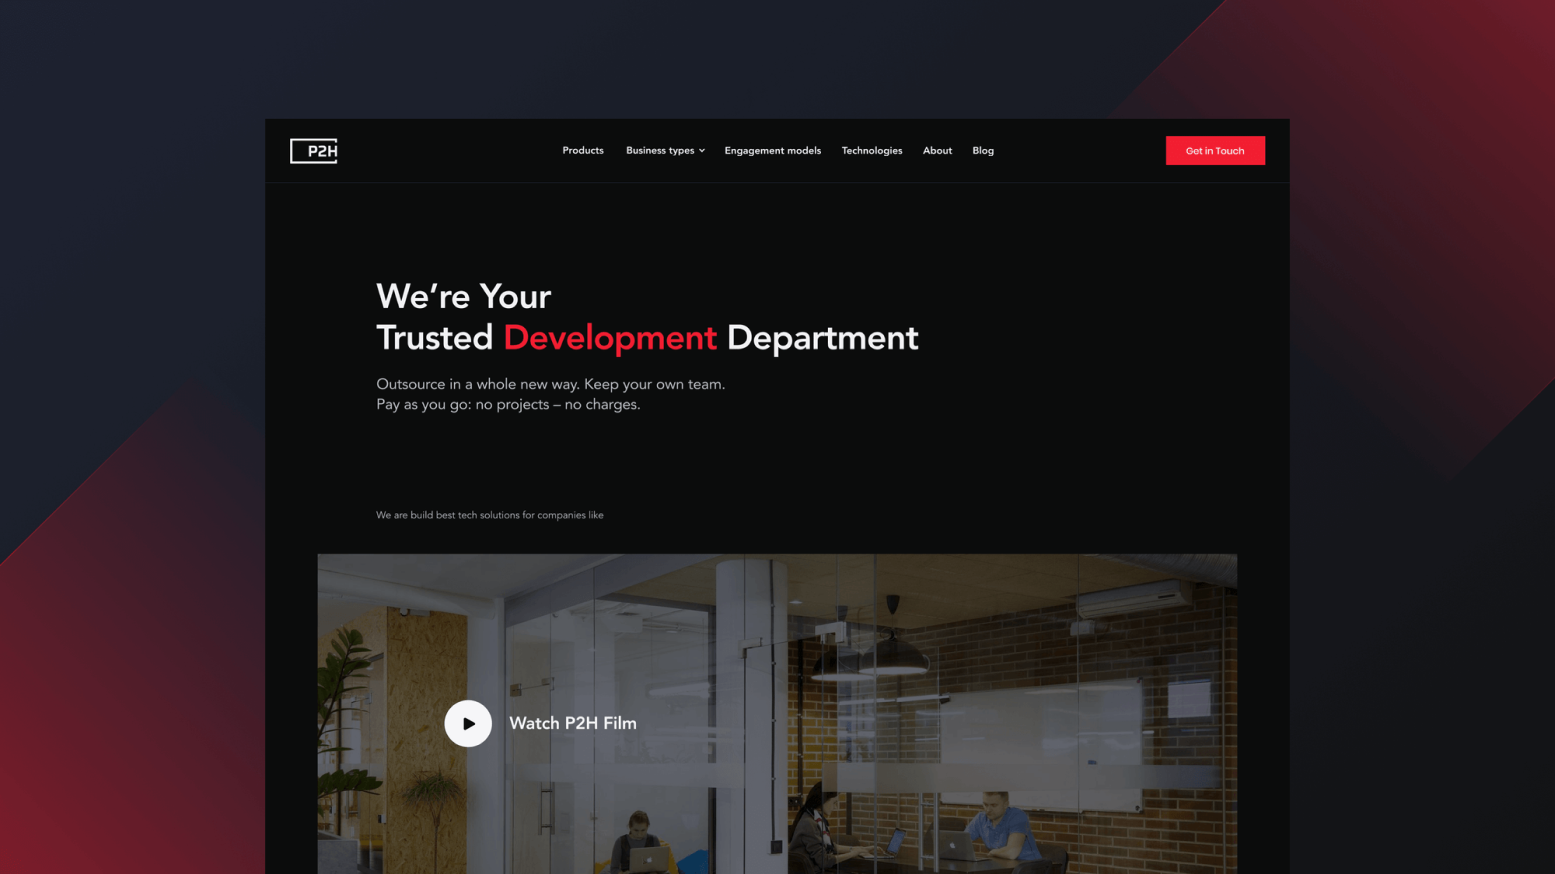 P2H
Products
Business types
Engagement models
Technologies
About
Blog
Get in Touch
We're Your
Trusted Development Department
Outsource in a whole new way. Keep your own team.
Pay as you go: no projects – no charges.
We are build best tech solutions for companies like
Watch P2H Film